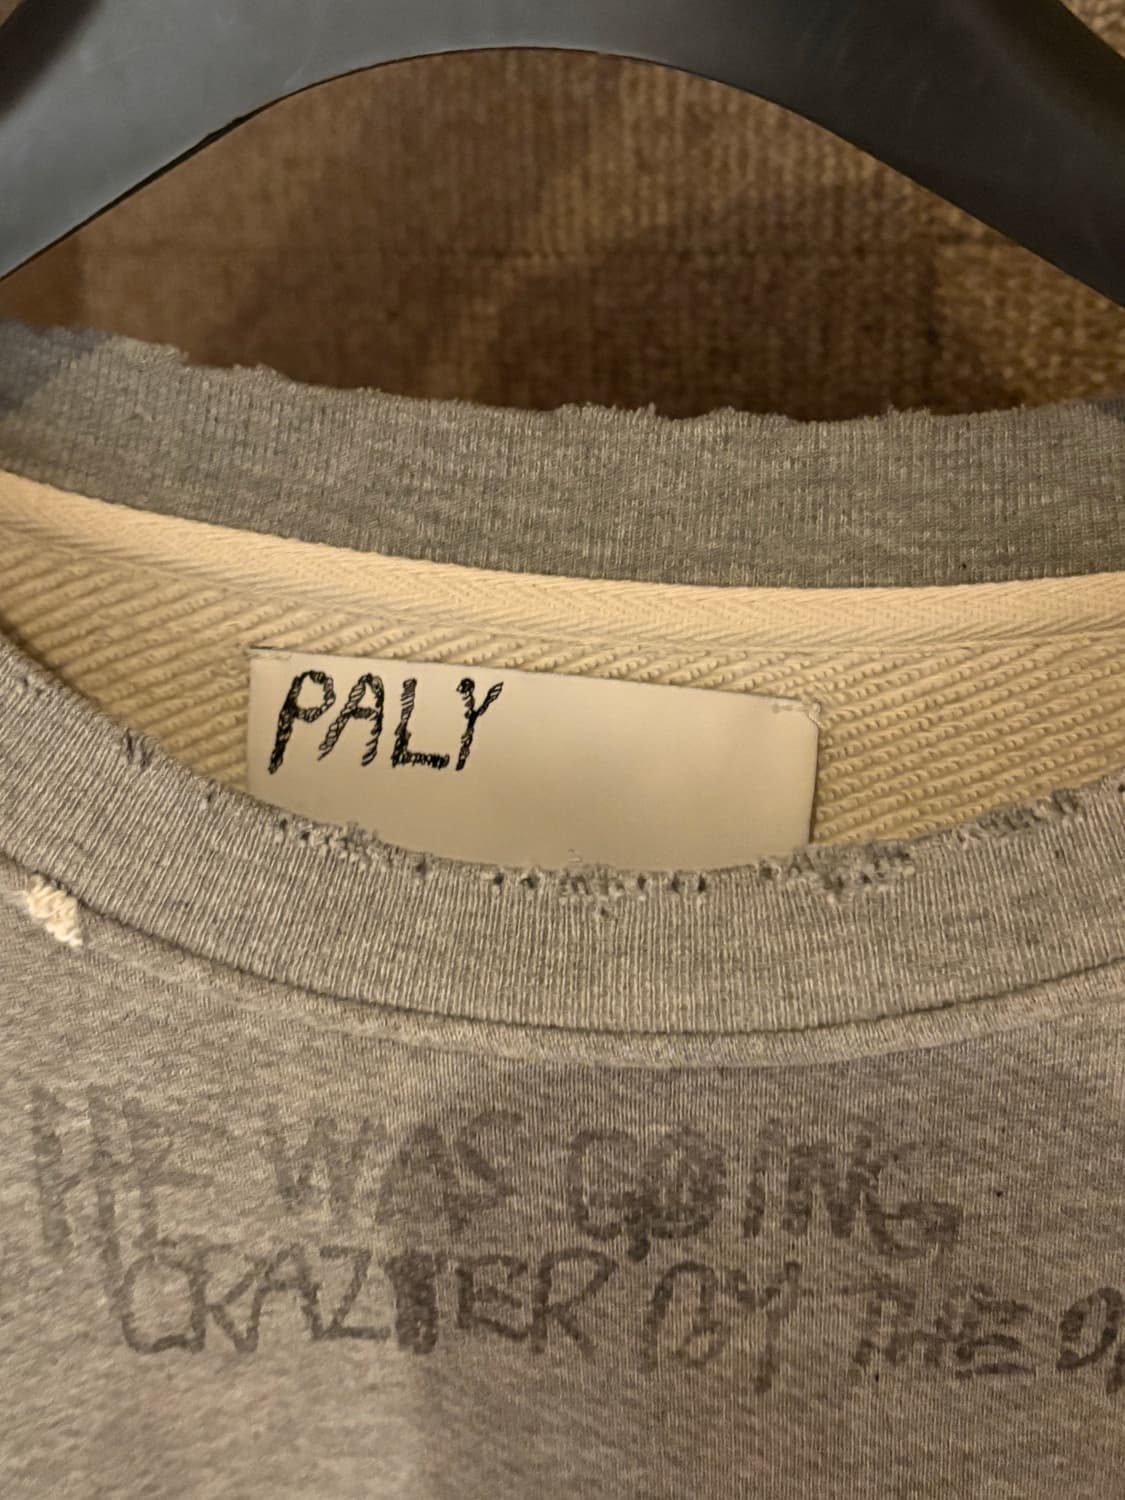 PALY
HE WAS GOING
CRAZIER BY THE